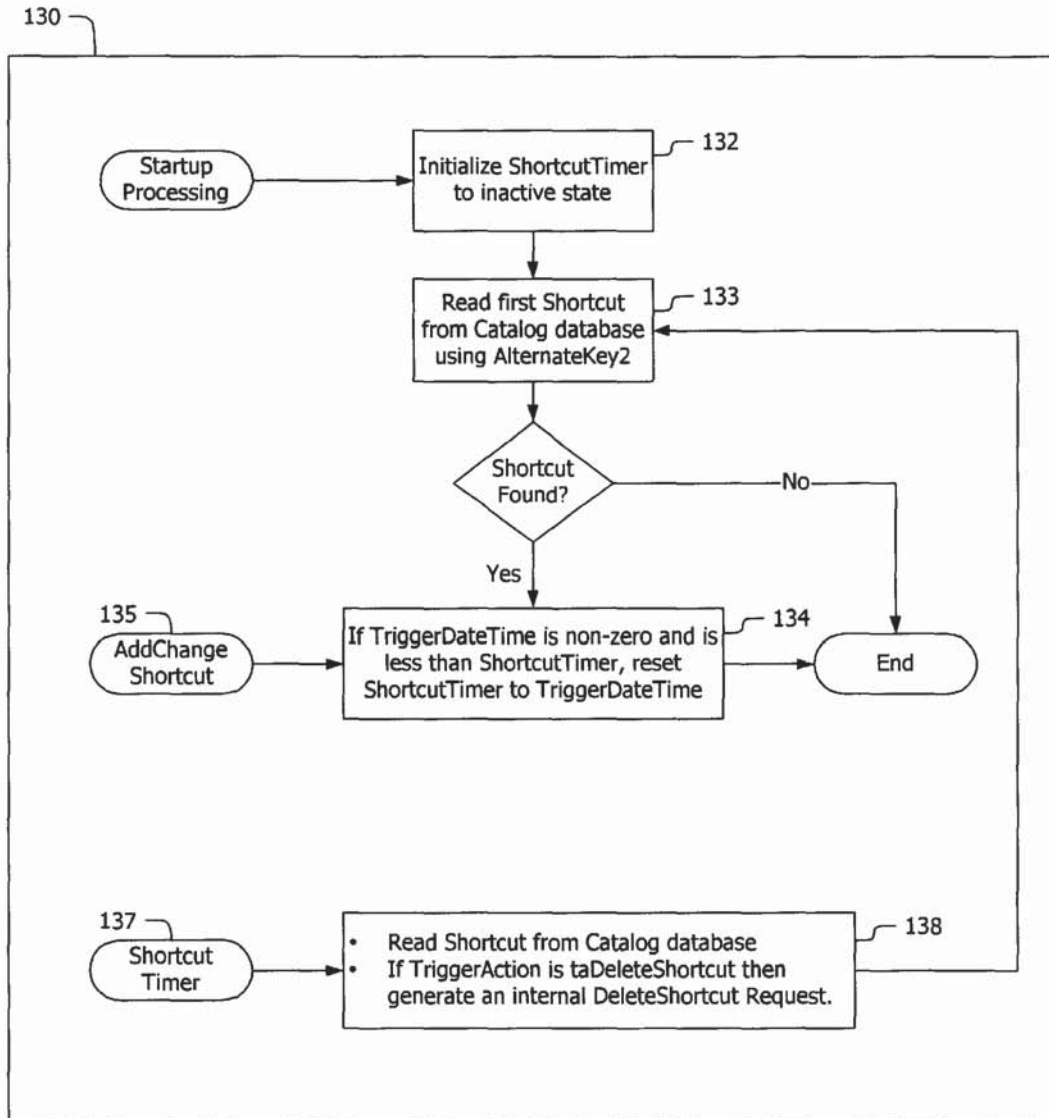 130
Startup
Processing
Initialize ShortcutTimer
to inactive state
132
Read first Shortcut
from Catalog database
using AlternateKey2
133
Shortcut
Found?
No
Yes
135
AddChange
Shortcut
If TriggerDateTime is non-zero and is
less than ShortcutTimer, reset
ShortcutTimer to TriggerDateTime
134
End
137
Shortcut
Timer
• Read Shortcut from Catalog database
• If TriggerAction is taDeleteShortcut then
generate an internal DeleteShortcut Request.
138